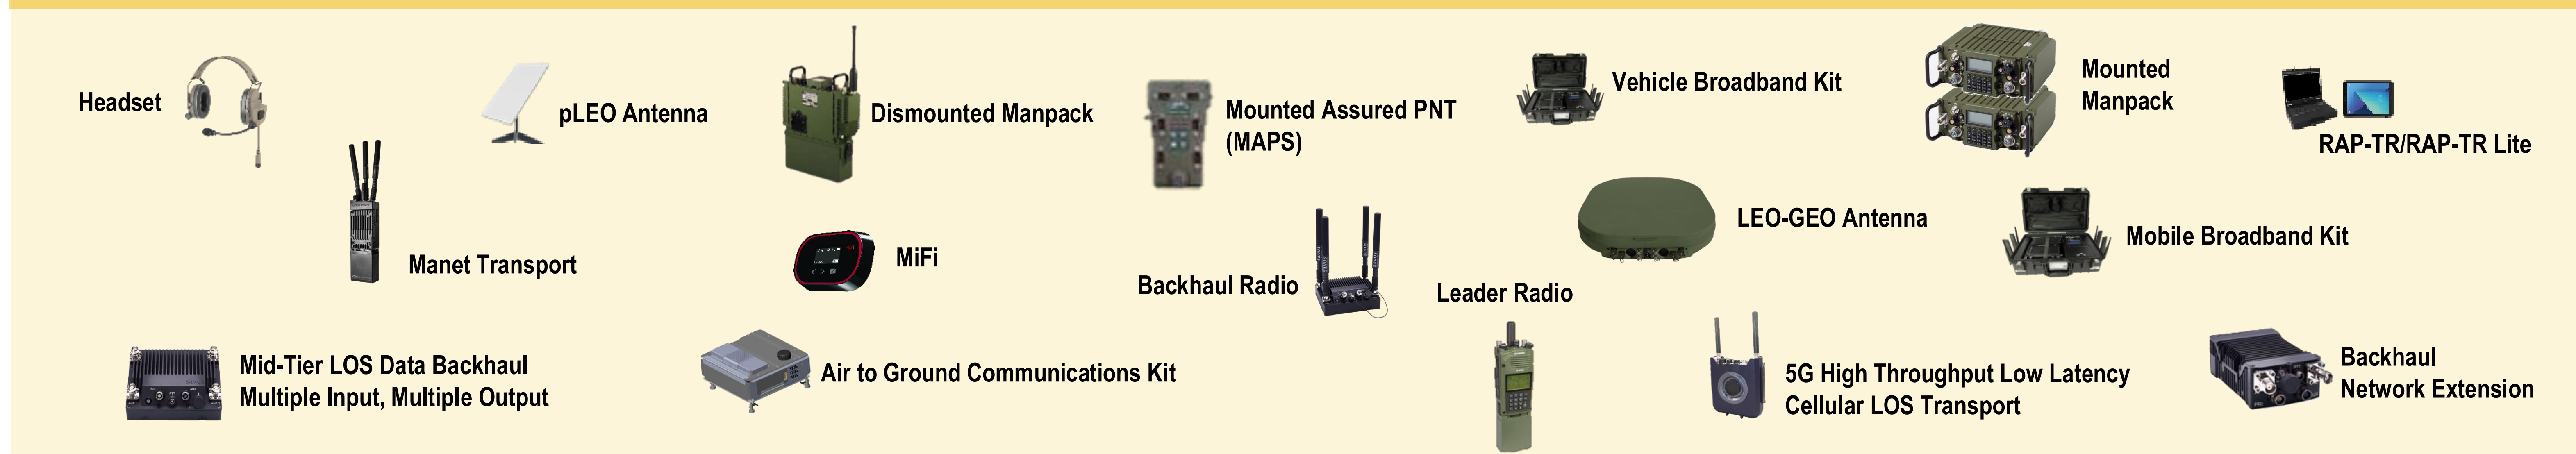 Headset
pLEO Antenna
Dismounted Manpack
Mounted Assured PNT
(MAPS)
Vehicle Broadband Kit
Mounted
Manpack
RAP-TR/RAP-TR Lite
Manet Transport
MiFi
Backhaul Radio
Leader Radio
LEO-GEO Antenna
Mobile Broadband Kit
Mid-Tier LOS Data Backhaul
Multiple Input, Multiple Output
Air to Ground Communications Kit
5G High Throughput Low Latency
Cellular LOS Transport
Backhaul
Network Extension